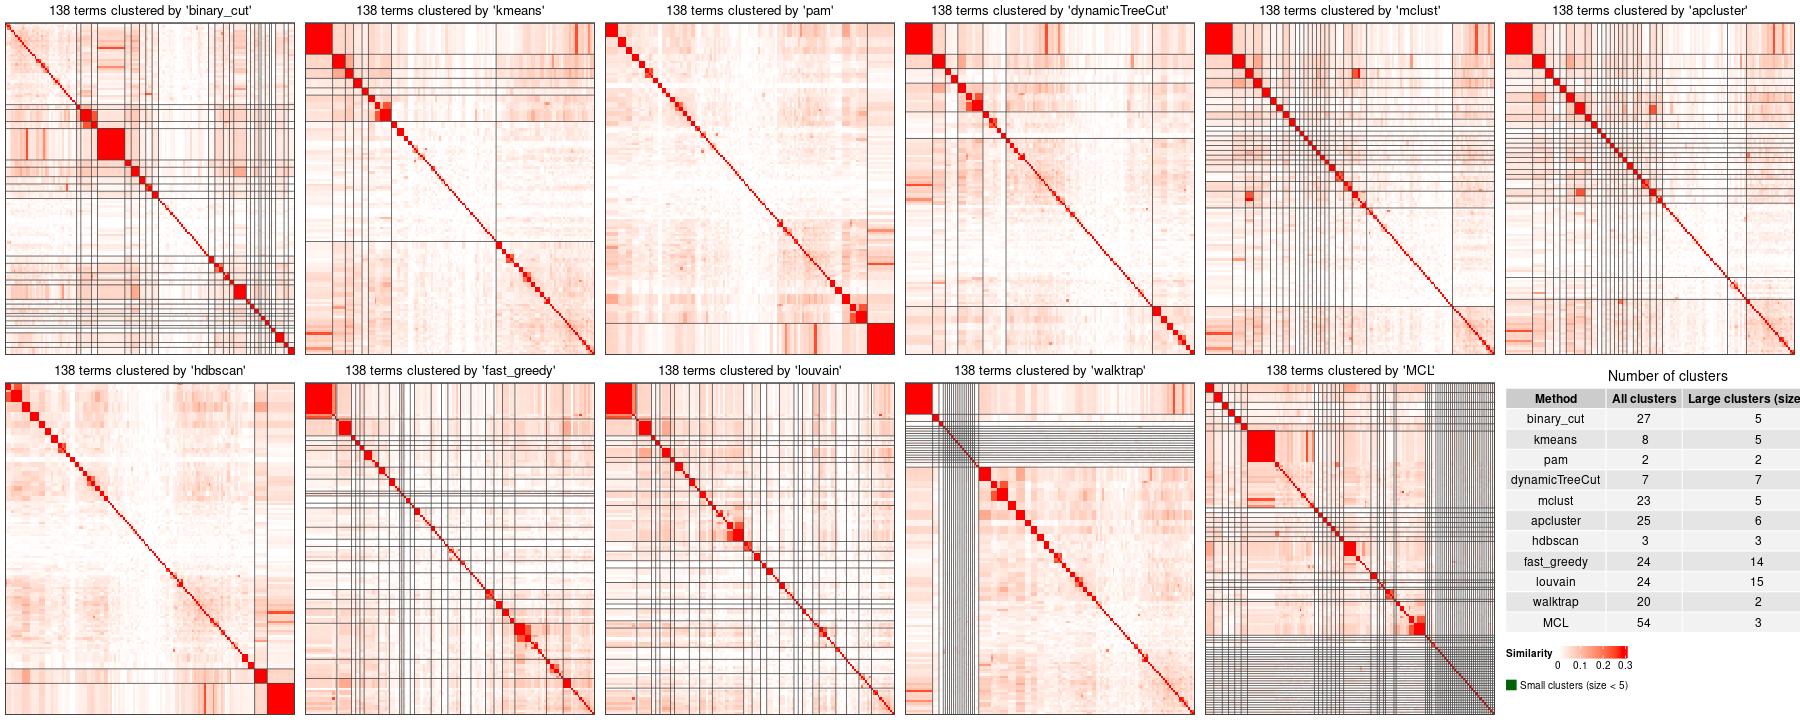 138 terms clustered by 'binary_cut'
138 terms clustered by 'kmeans'
138 terms clustered by 'pam'
138 terms clustered by 'dynamicTreeCut'
138 terms clustered by 'mclust'
138 terms clustered by 'apcluster'
138 terms clustered by 'hdbscan'
138 terms clustered by 'fast_greedy'
138 terms clustered by 'louvain'
138 terms clustered by 'walktrap'
138 terms clustered by 'MCL'
Number of clusters
Method All clusters Large clusters (size
binary_cut 27 5
kmeans 8 5
pam 2 2
dynamicTreeCut 7 7
mclust 23 5
apcluster 25 6
hdbscan 3 3
fast_greedy 24 14
louvain 24 15
walktrap 20 2
MCL 54 3
Similarity
0 0.1 0.2 0.3
Small clusters (size < 5)